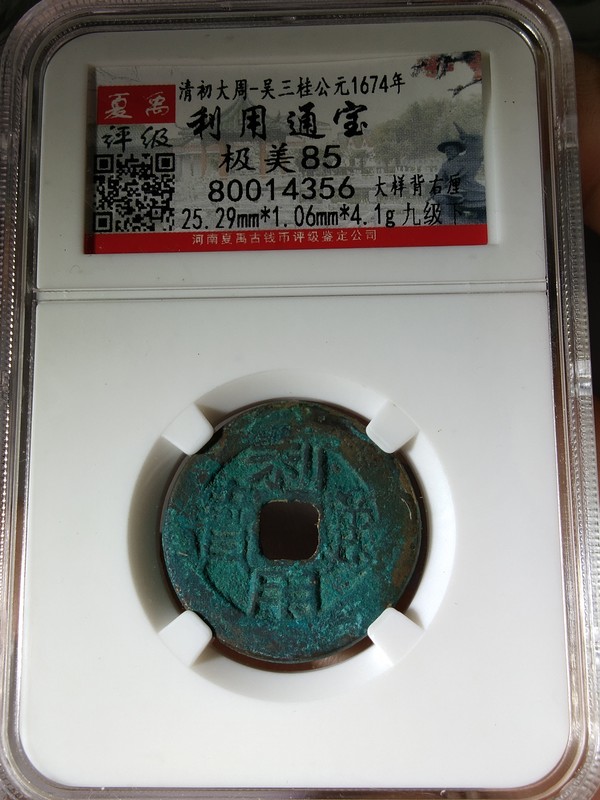 清初大周-吴三桂公元1674年
夏禹
评级
利用通宝
极美85
80014356 大样背右厘
25.29mm*1.06mm*4.1g九级下
河南夏禹古钱币评级鉴定公司
利
寶 通
用